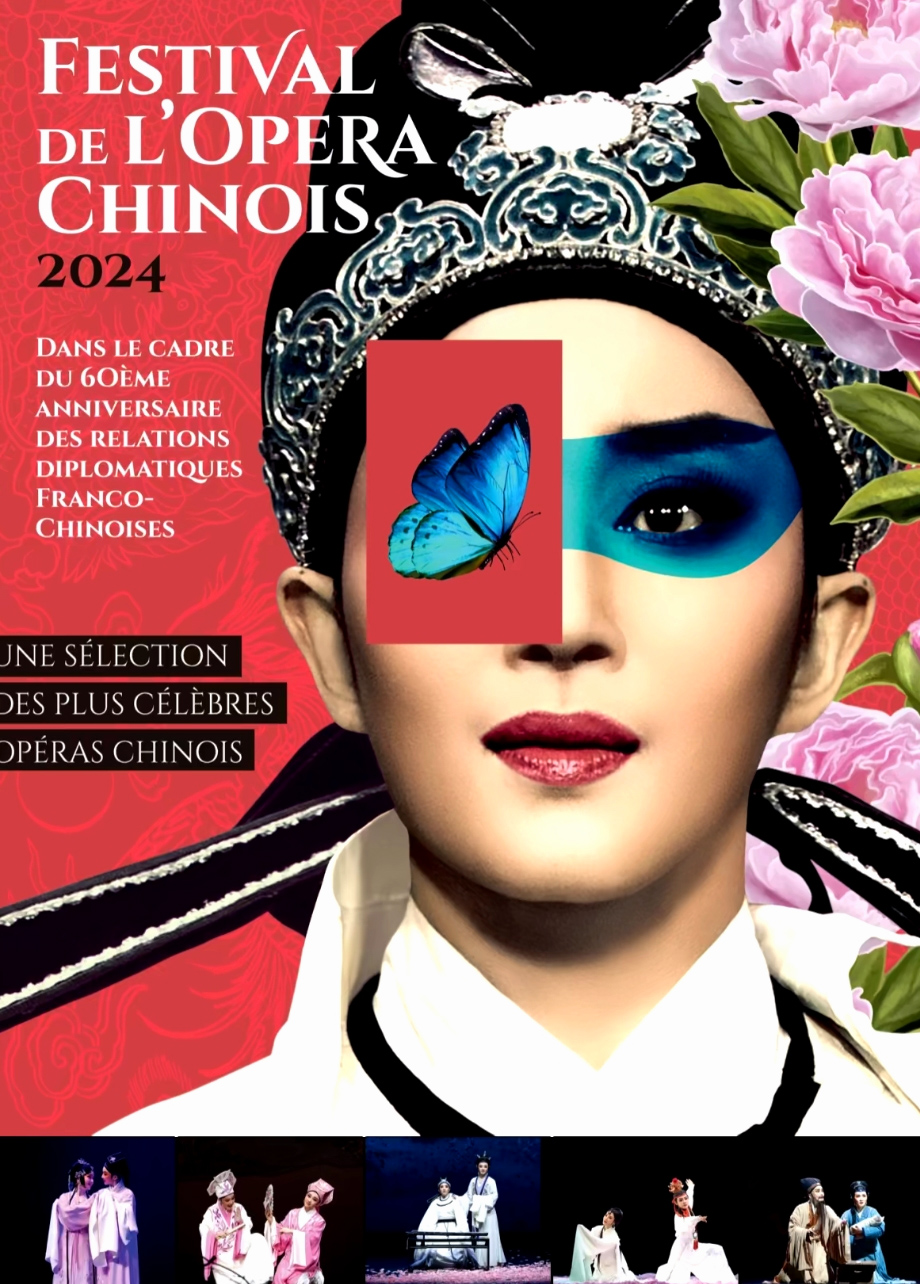 FESTIVAL
DE L'OPERA
CHINOIS
2024
DANS LE CADRE
DU 60ÈME
ANNIVERSAIRE
DES RELATIONS
DIPLOMATIQUES
FRANCO-
CHINOISES
UNE SÉLECTION
DES PLUS CÉLÈBRES
OPÉRAS CHINOIS